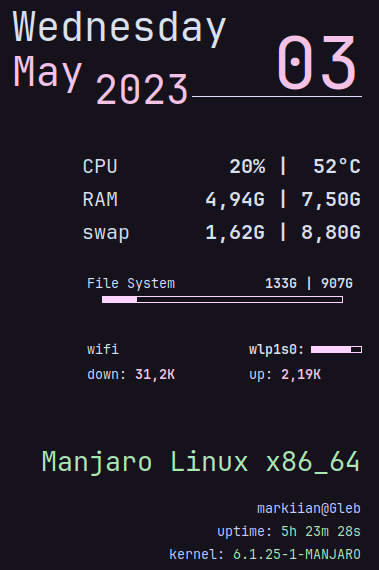 Wednesday
May 2023 03
CPU 20% | 52°C
RAM 4,94G | 7,50G
swap 1,62G | 8,80G
File System 133G | 907G
wifi wlp1s0:
down: 31,2K up: 2,19K
Manjaro Linux x86_64
markiian@Gleb
uptime: 5h 23m 28s
kernel: 6.1.25-1-MANJARO